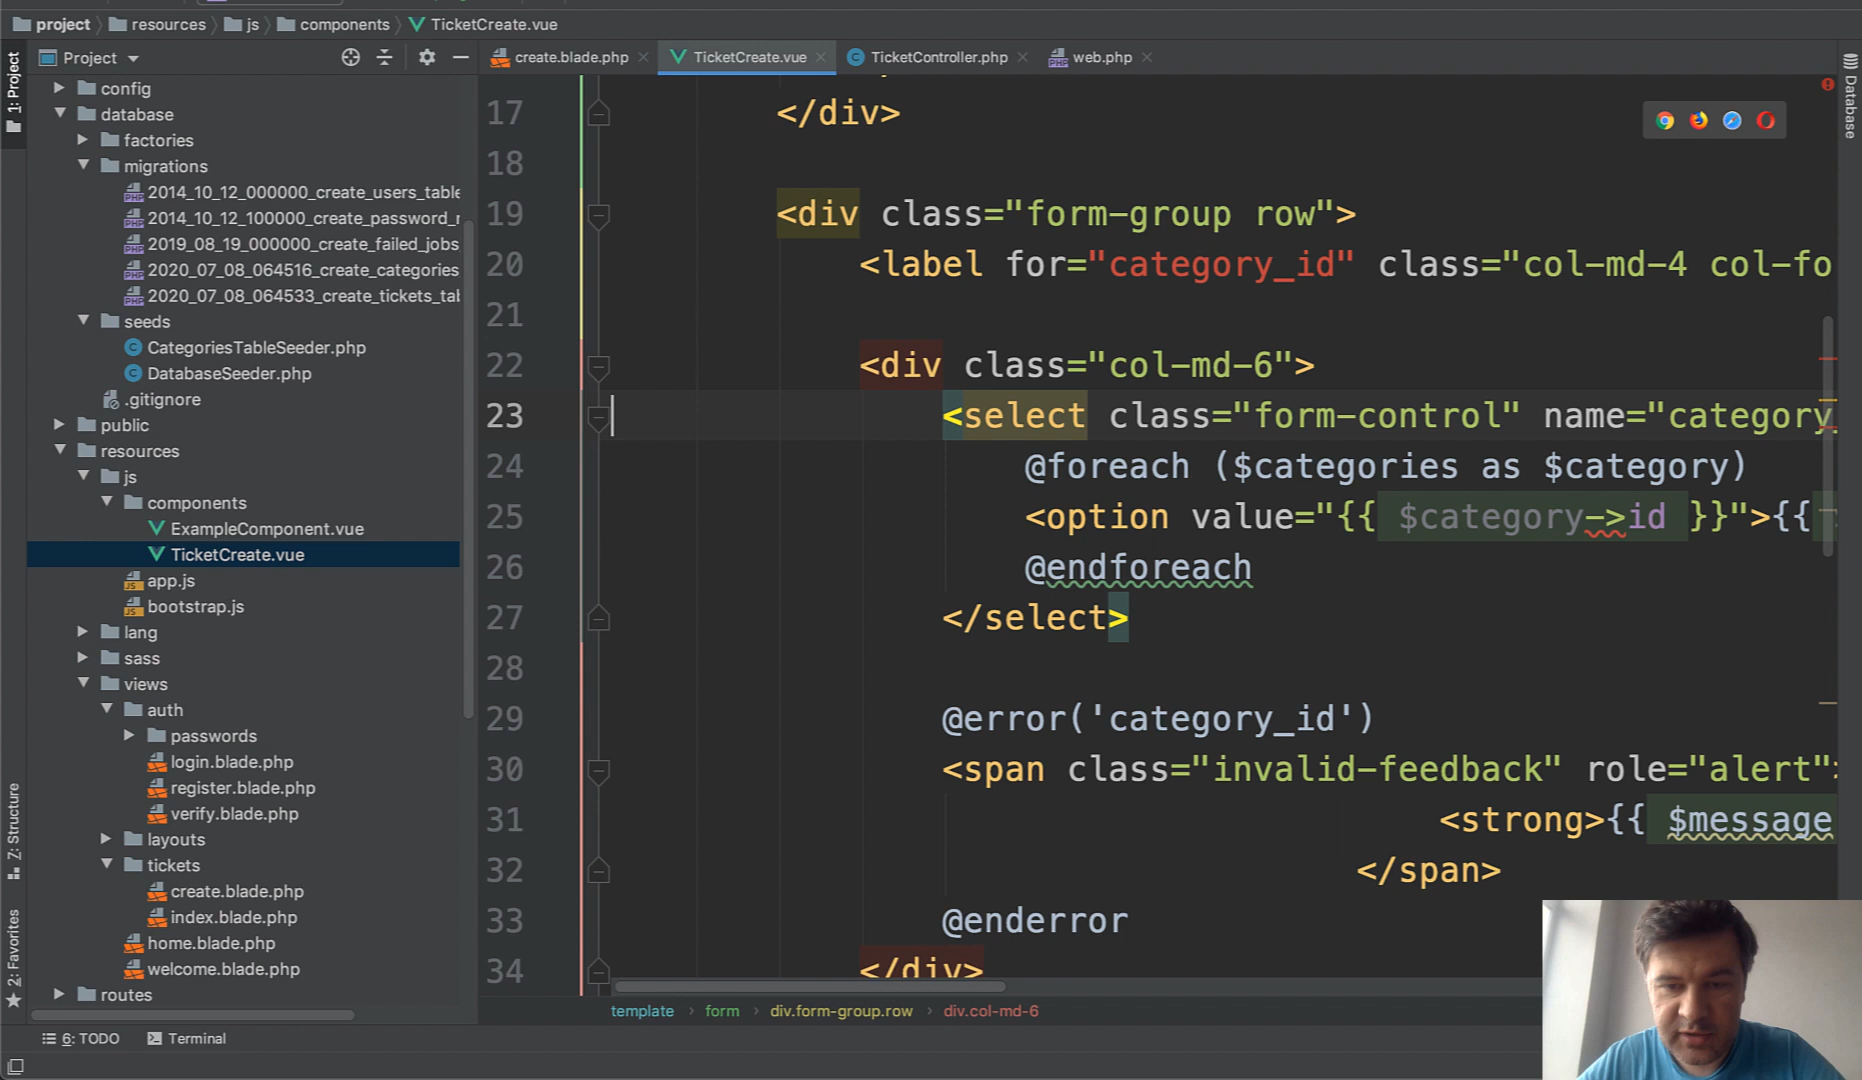 project
resources
js
components
TicketCreate.vue
Project
create.blade.php
TicketCreate.vue
TicketController.php
web.php
1: Project
Database
config
database
factories
migrations
2014_10_12_000000_create_users_table
2014_10_12_100000_create_password_r
2019_08_19_000000_create_failed_jobs
2020_07_08_064516_create_categories
2020_07_08_064533_create_tickets_tab
seeds
CategoriesTableSeeder.php
DatabaseSeeder.php
.gitignore
public
resources
js
components
ExampleComponent.vue
TicketCreate.vue
app.js
bootstrap.js
lang
sass
views
auth
passwords
login.blade.php
register.blade.php
verify.blade.php
layouts
tickets
create.blade.php
index.blade.php
home.blade.php
welcome.blade.php
routes
Z: Structure
2: Favorites
17 </div>
18
19 <div class="form-group row">
20 <label for="category_id" class="col-md-4 col-fo
21
22 <div class="col-md-6">
23 <select class="form-control" name="category_
24 @foreach ($categories as $category)
25 <option value="{{ $category->id }}">{{
26 @endforeach
27 </select>
28
29 @error('category_id')
30 <span class="invalid-feedback" role="alert">
31 <strong>{{ $message
32 </span>
33 @enderror
34 </div>
template › form › div.form-group.row › div.col-md-6
6: TODO
Terminal